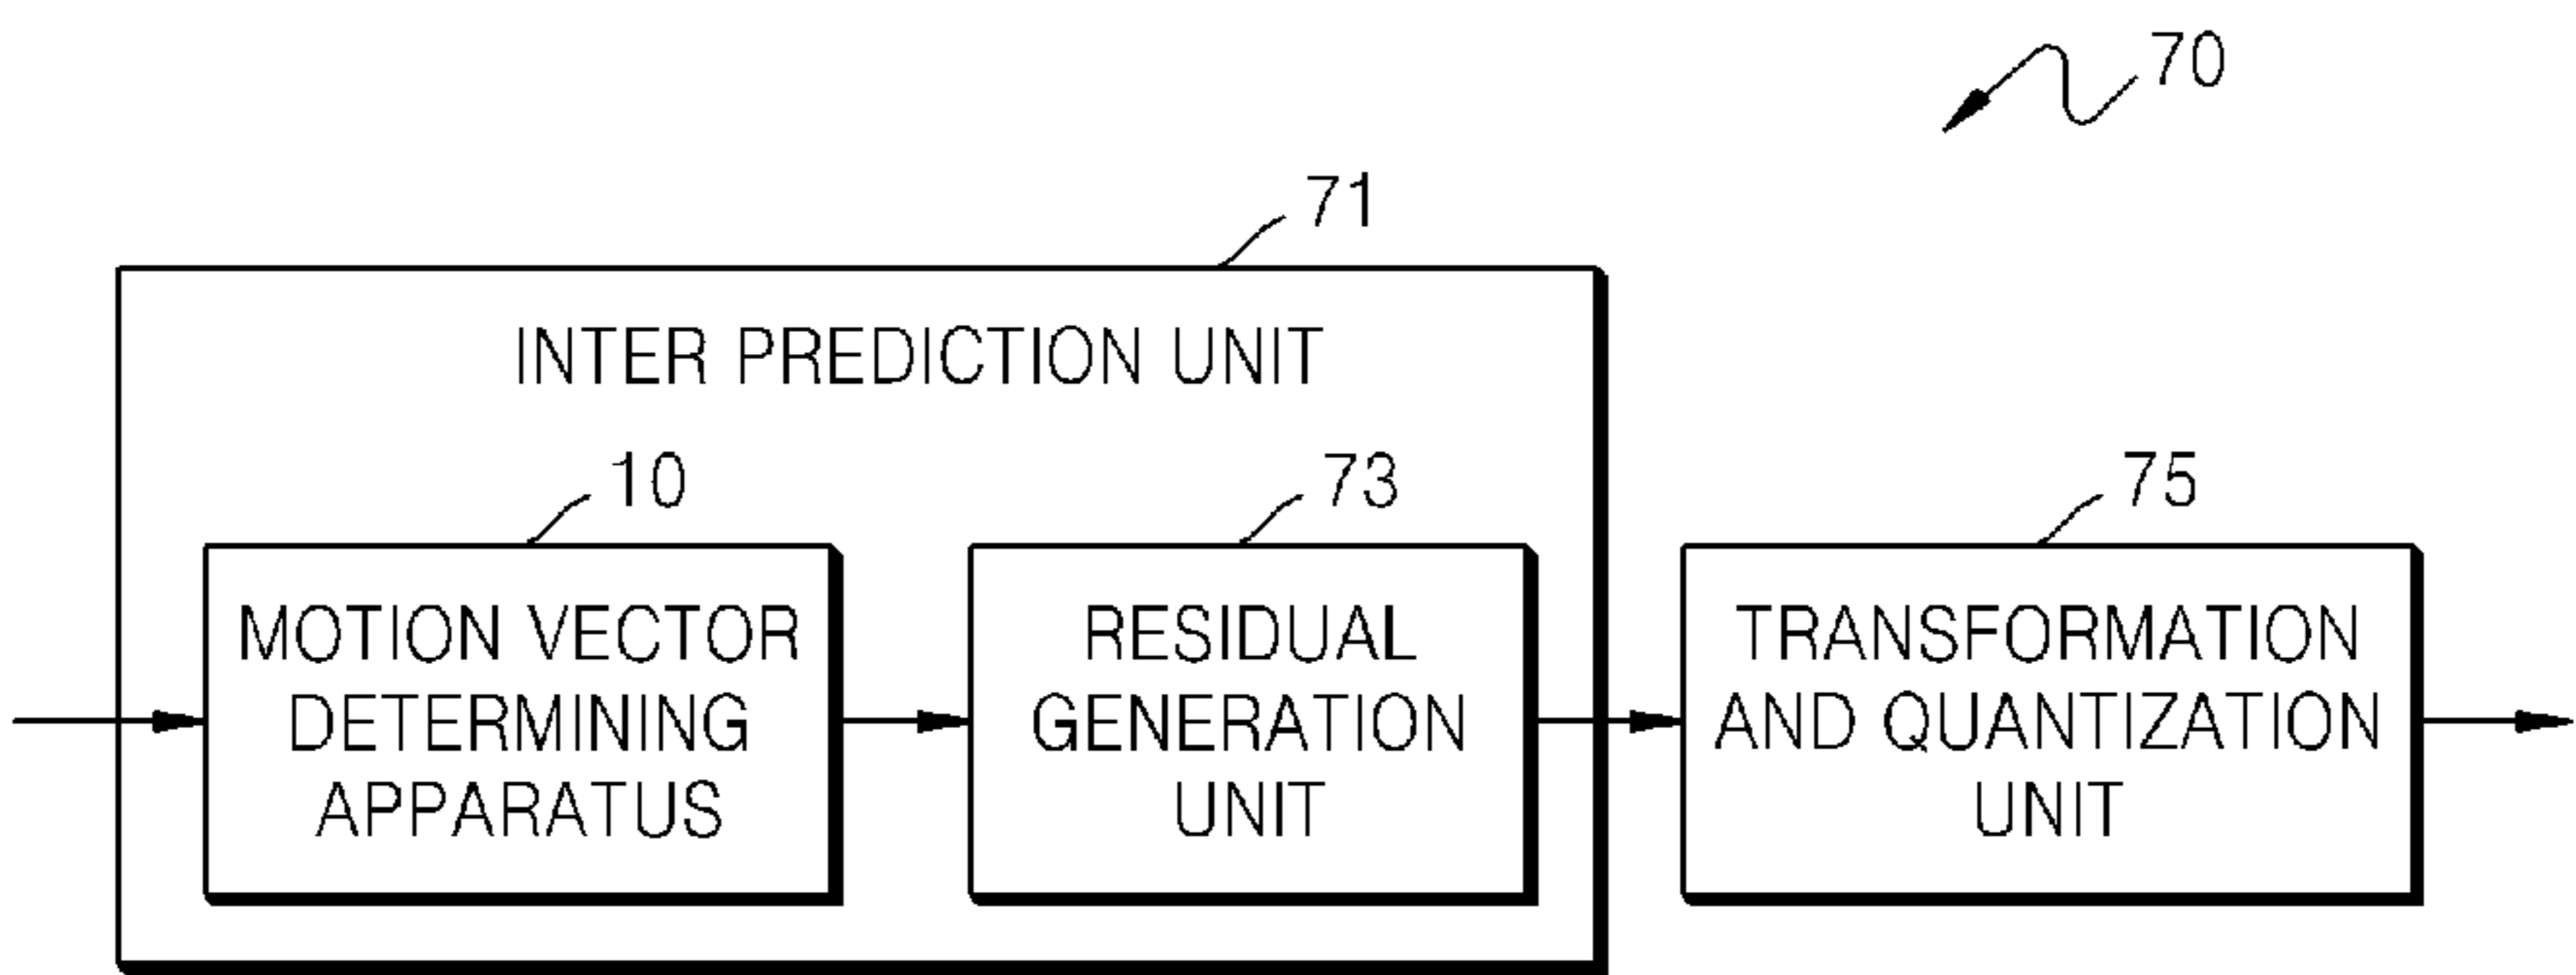 70
71
INTER PREDICTION UNIT
10
73
75
MOTION VECTOR
DETERMINING
APPARATUS
RESIDUAL
GENERATION
UNIT
TRANSFORMATION
AND QUANTIZATION
UNIT